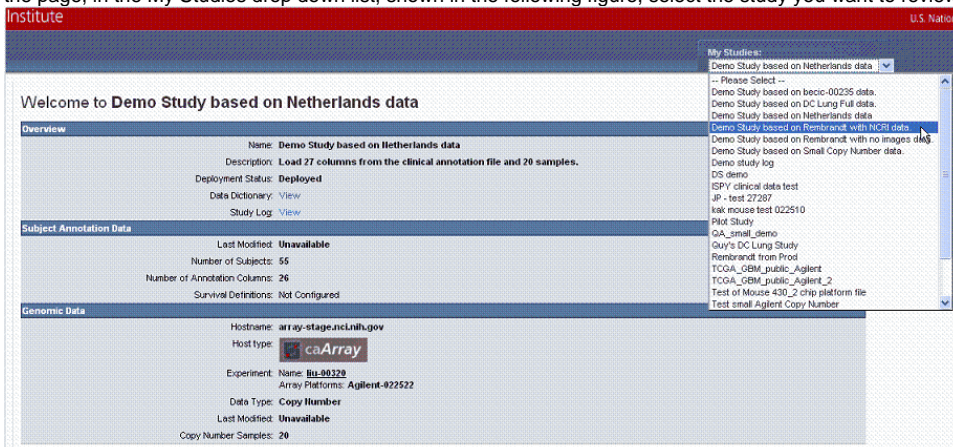 the page, in the My Studies drop down list, shown in the following figure, select the study you want to review
Institute
U.S. Natio
My Studies:
Demo Study based on Netherlands data
-- Please Select --
Demo Study based on becic-00235 data.
Demo Study based on DC Lung Full data.
Demo Study based on Netherlands data
Demo Study based on Rembrandt with NCRI data.
Demo Study based on Rembrandt with no images data.
Demo Study based on Small Copy Number data.
Demo study log
DS demo
ISPY clinical data test
JP - test 27287
kak mouse test 022510
Pilot Study
QA_small_demo
Guy's DC Lung Study
Rembrandt from Prod
TCGA_GBM_public_Agilent
TCGA_GBM_public_Agilent_2
Test of Mouse 430_2 chip platform file
Test small Agilent Copy Number
Welcome to Demo Study based on Netherlands data
Overview
Name: Demo Study based on Netherlands data
Description: Load 27 columns from the clinical annotation file and 20 samples.
Deployment Status: Deployed
Data Dictionary: View
Study Log: View
Subject Annotation Data
Last Modified: Unavailable
Number of Subjects: 55
Number of Annotation Columns: 26
Survival Definitions: Not Configured
Genomic Data
Hostname: array-stage.nci.nih.gov
Host type: caArray
Experiment: Name: liu-00320
Array Platforms: Agilent-022522
Data Type: Copy Number
Last Modified: Unavailable
Copy Number Samples: 20